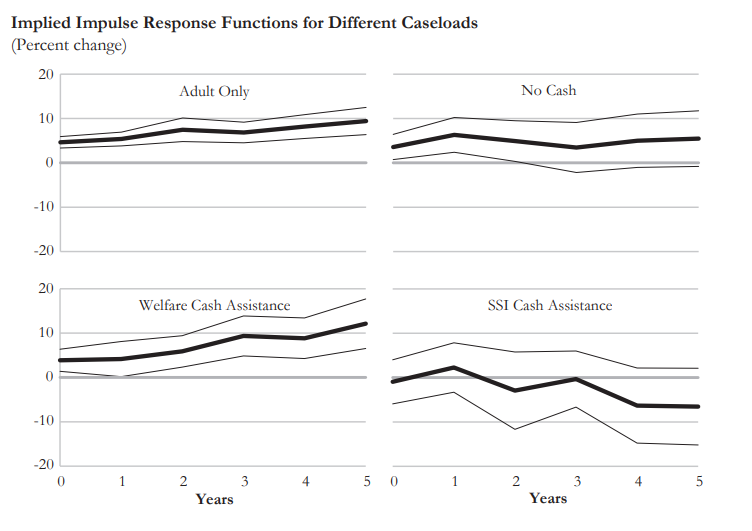 Implied Impulse Response Functions for Different Caseloads
(Percent change)
20
Adult Only
No Cash
10
0
-10
-20
20
Welfare Cash Assistance
SSI Cash Assistance
10
0
-10
-20
0 1 2 3 4 5 0 1 2 3 4 5
Years Years